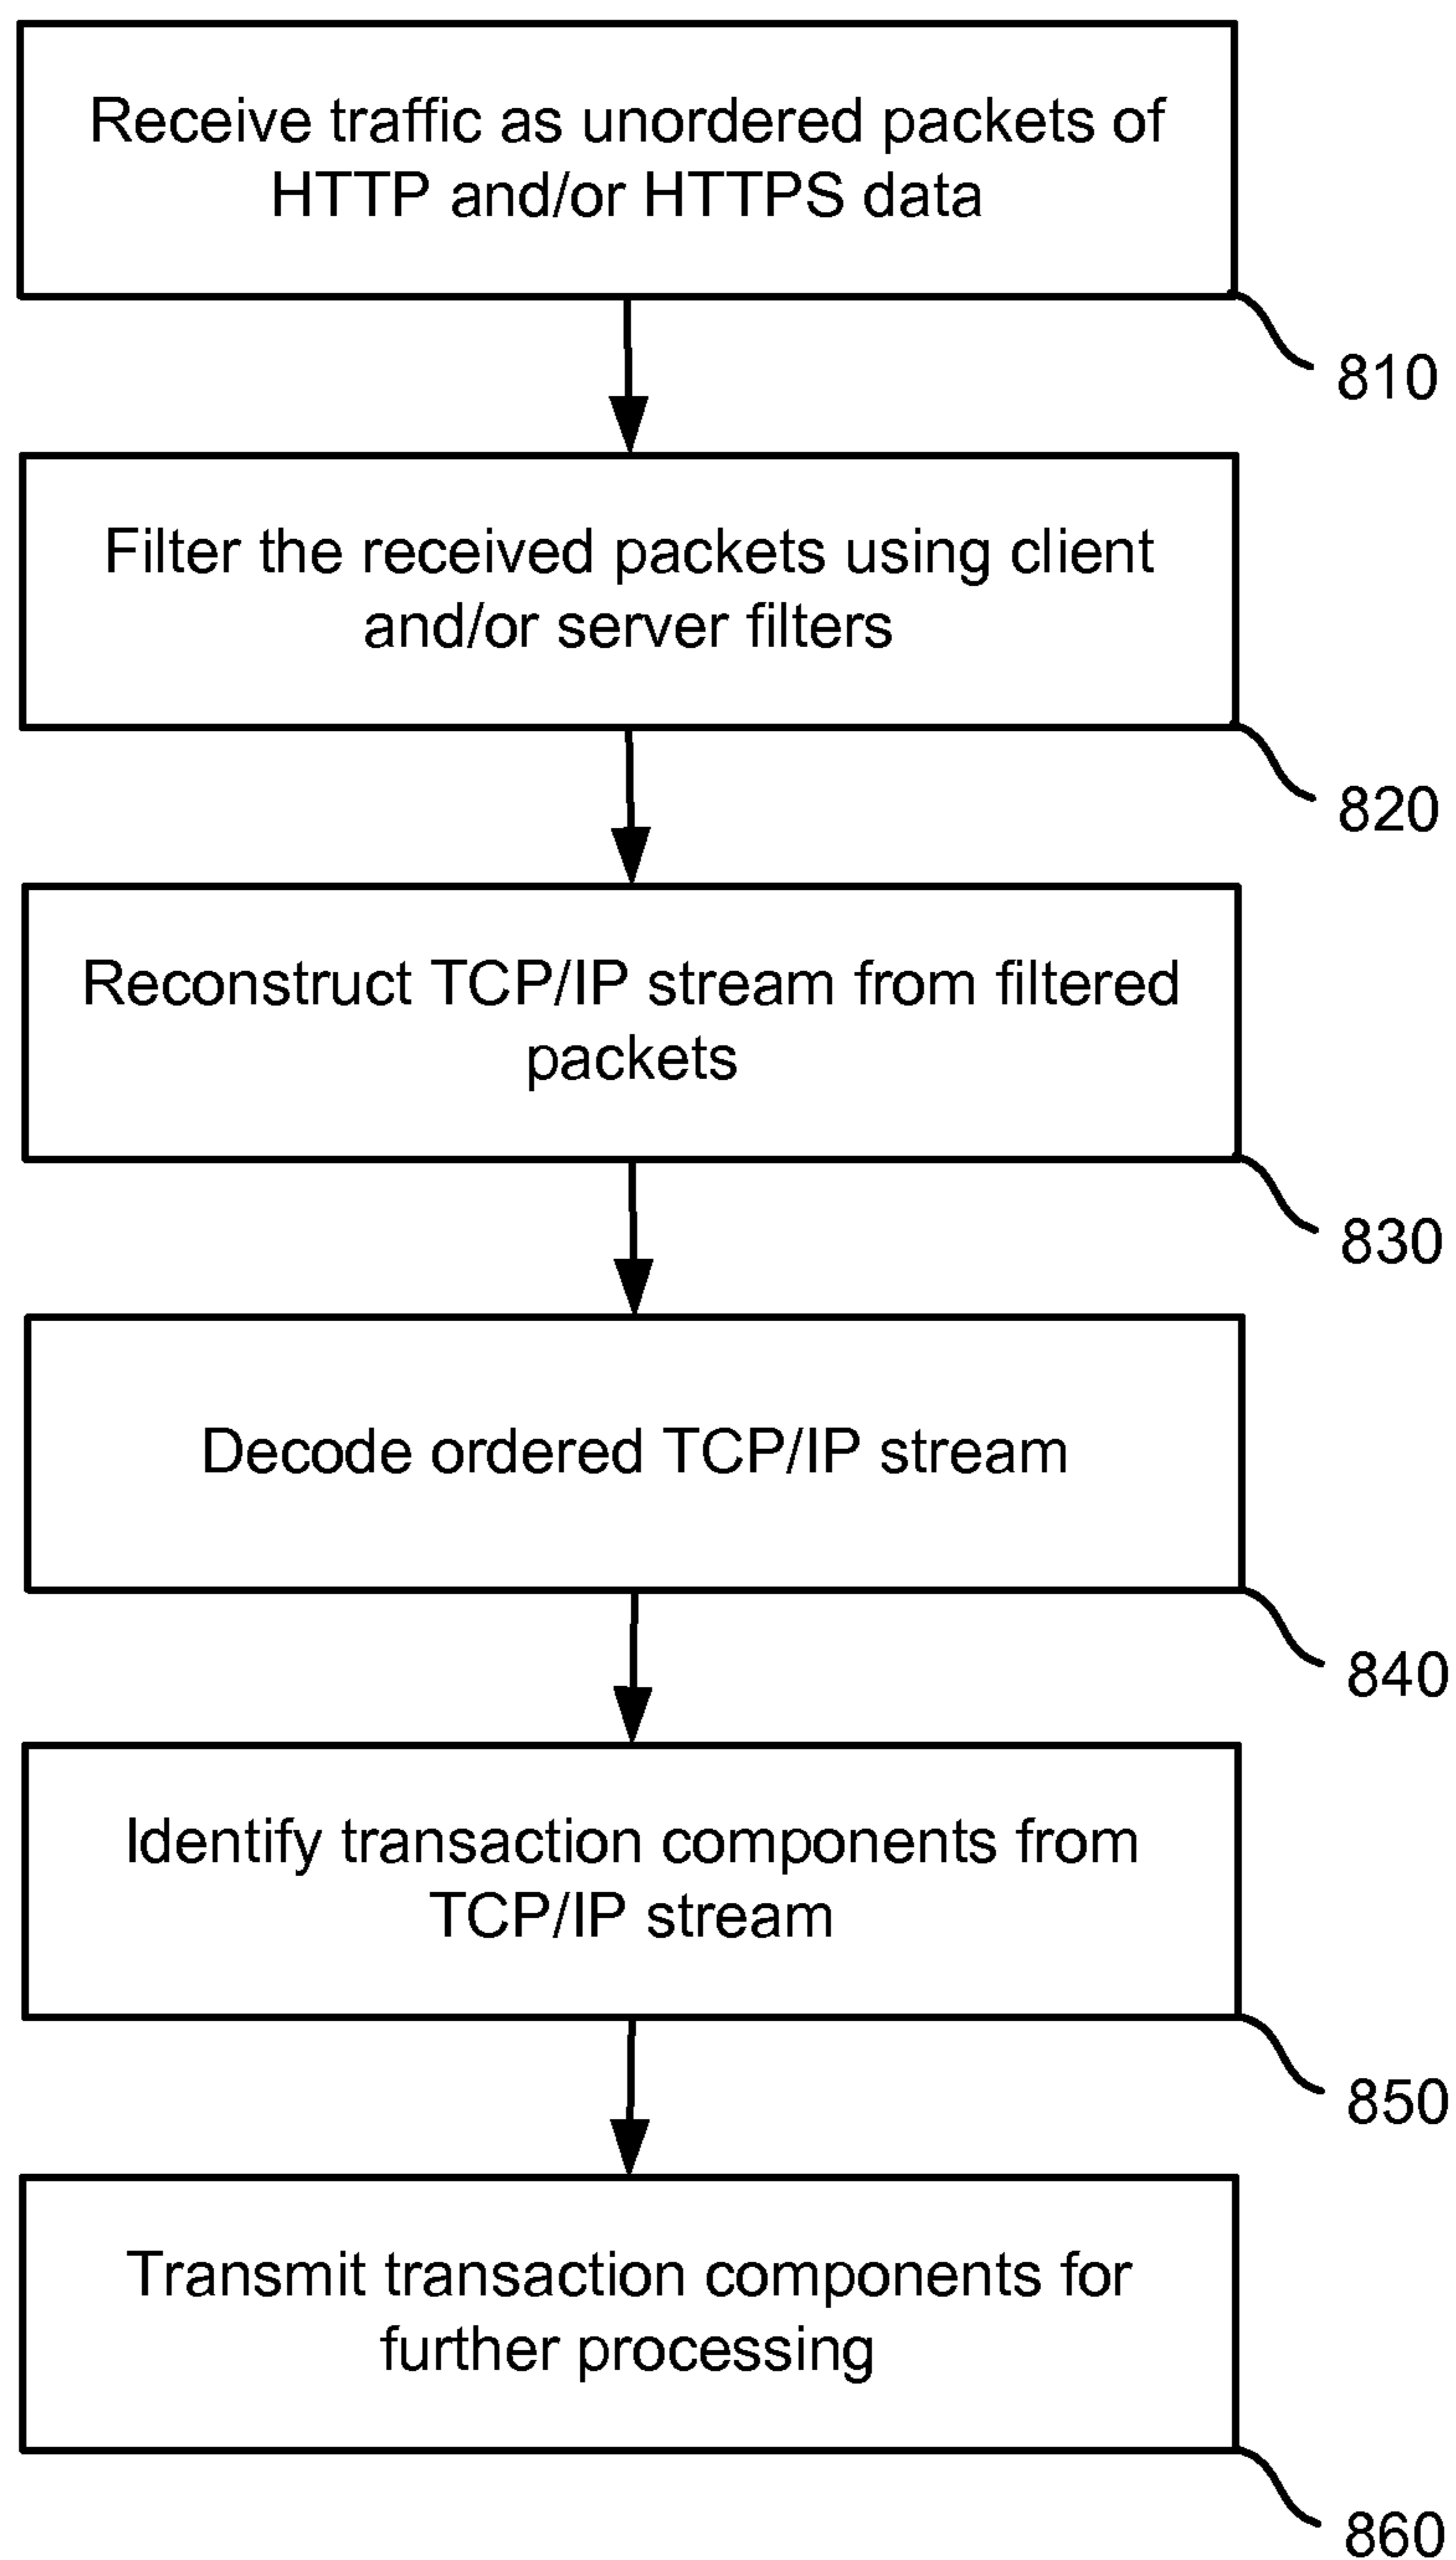 Receive traffic as unordered packets of
HTTP and/or HTTPS data
810
Filter the received packets using client
and/or server filters
820
Reconstruct TCP/IP stream from filtered
packets
830
Decode ordered TCP/IP stream
840
Identify transaction components from
TCP/IP stream
850
Transmit transaction components for
further processing
860